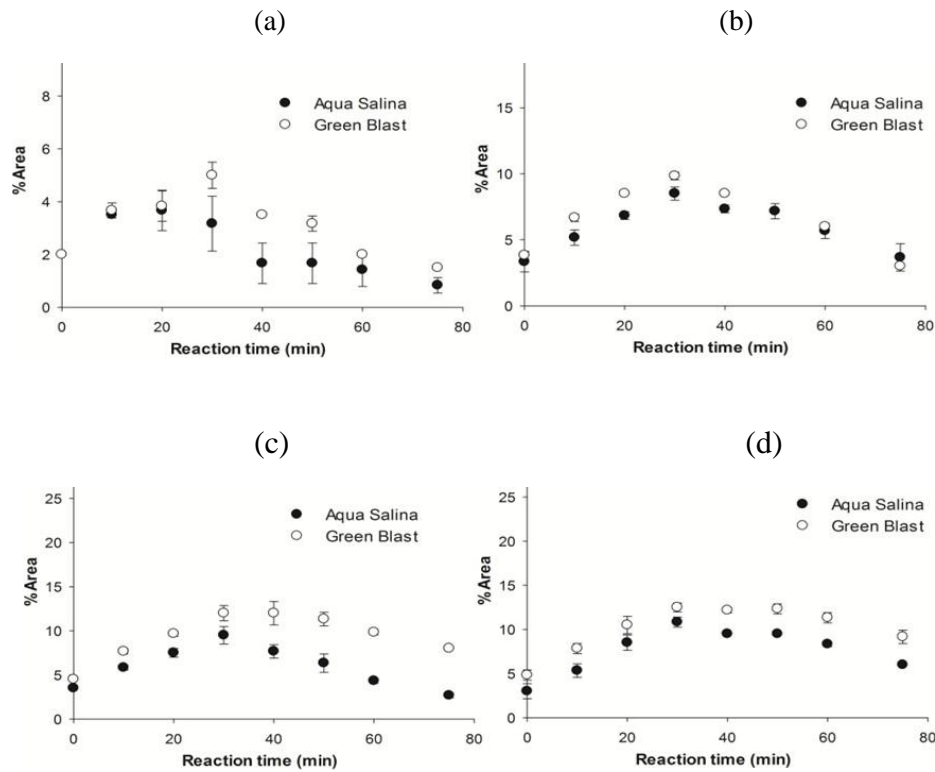 (a)
8
6
4
2
0
%Area
Aqua Salina
Green Blast
0 20 40 60 80
Reaction time (min)
(b)
15
10
5
0
%Area
Aqua Salina
Green Blast
0 20 40 60 80
Reaction time (min)
(c)
25
20
15
10
5
0
%Area
Aqua Salina
Green Blast
0 20 40 60 80
Reaction time (min)
(d)
25
20
15
10
5
0
%Area
Aqua Salina
Green Blast
0 20 40 60 80
Reaction time (min)